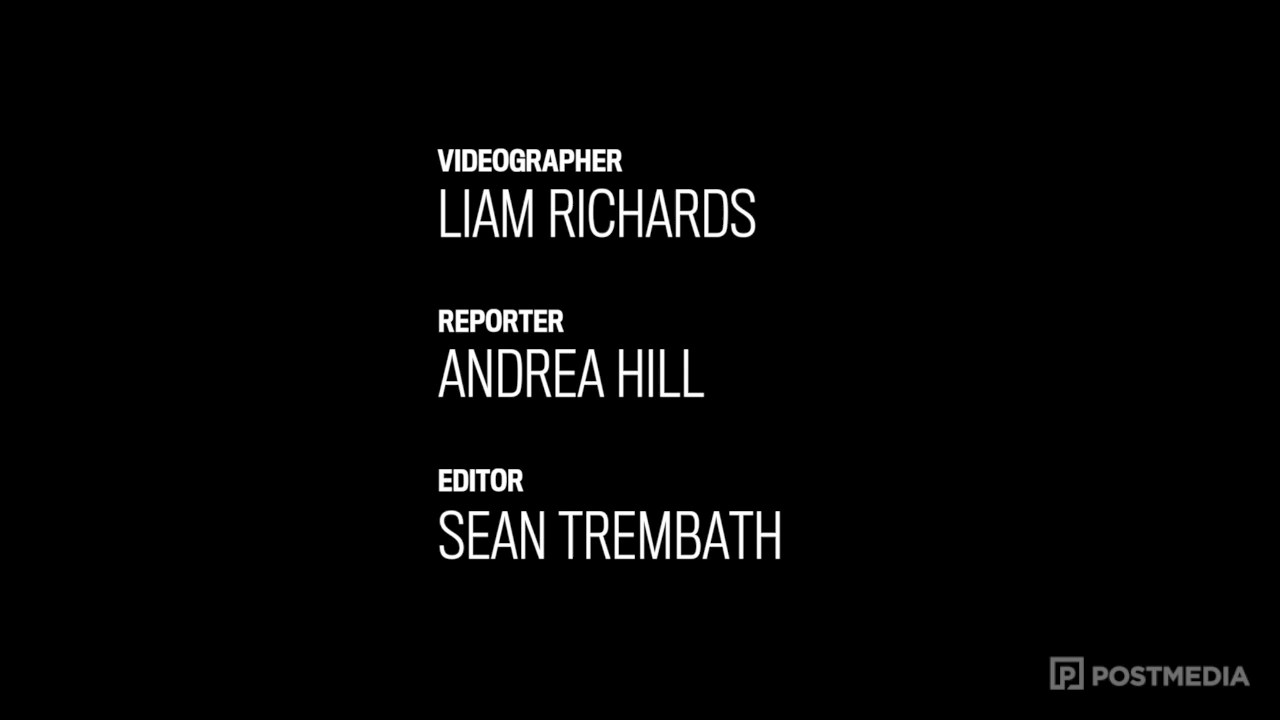 VIDEOGRAPHER
LIAM RICHARDS
REPORTER
ANDREA HILL
EDITOR
SEAN TREMBATH
P POSTMEDIA